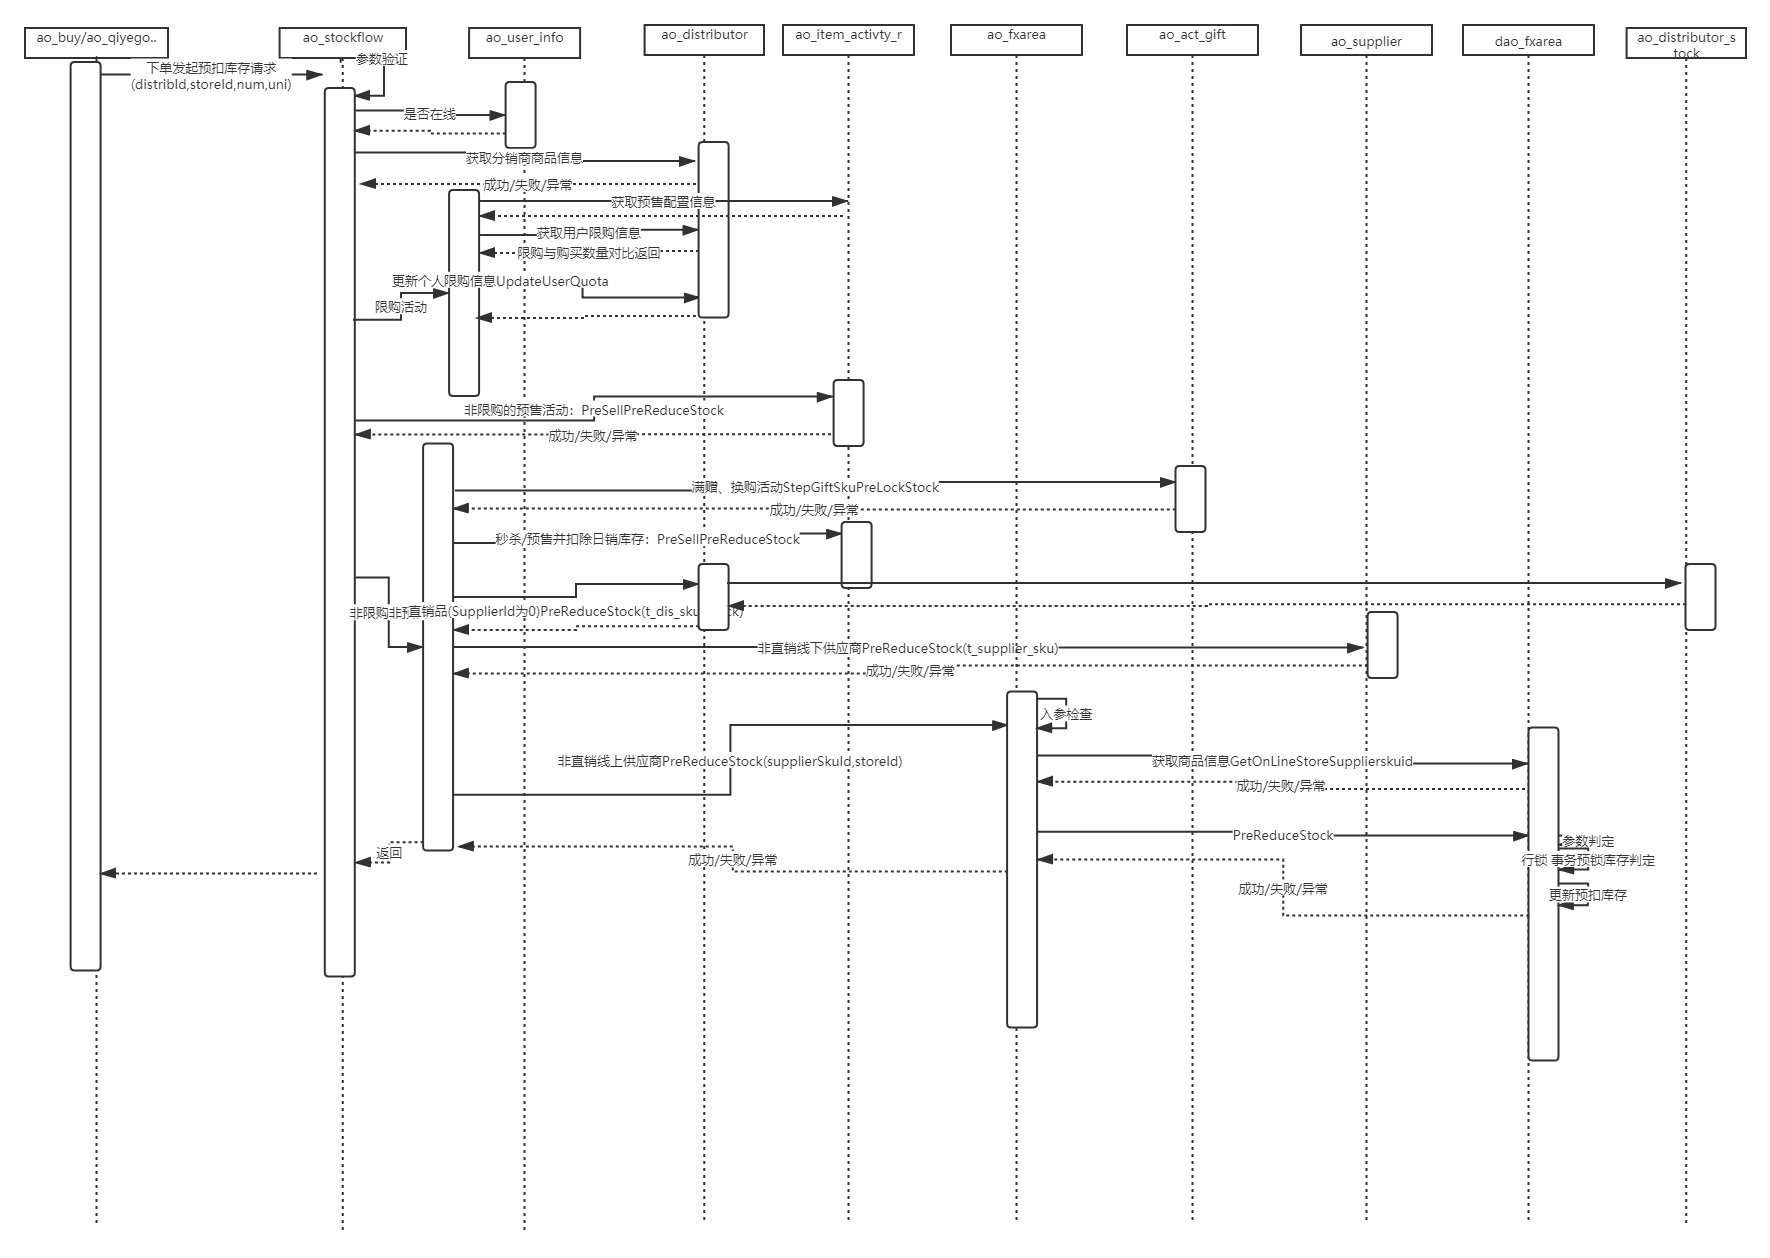 ao_buy/ao_qiyego..
ao_stockflow
ao_user_info
ao_distributor
ao_item_activty_r
ao_fxarea
ao_act_gift
ao_supplier
dao_fxarea
ao_distributor_s
tock
参数验证
下单发起预扣库存请求
(distribId,storeId,num,uni)
是否在线
获取分销商商品信息
成功/失败/异常
获取预售配置信息
获取用户限购信息
限购与购买数量对比返回
更新个人限购信息UpdateUserQuota
限购活动
非限购的预售活动：PreSellPreReduceStock
成功/失败/异常
满赠、换购活动StepGiftSkuPreLockStock
成功/失败/异常
秒杀/预售并扣除日销库存：PreSellPreReduceStock
非限购非预
直销品(SupplierId为0)PreReduceStock(t_dis_sku
k)
非直销线下供应商PreReduceStock(t_supplier_sku)
成功/失败/异常
入参检查
非直销线上供应商PreReduceStock(supplierSkuId,storeId)
获取商品信息GetOnLineStoreSupplierskuid
成功/失败/异常
PreReduceStock
参数判定
返回
成功/失败/异常
行锁 事务预锁库存判定
成功/失败/异常
更新预扣库存